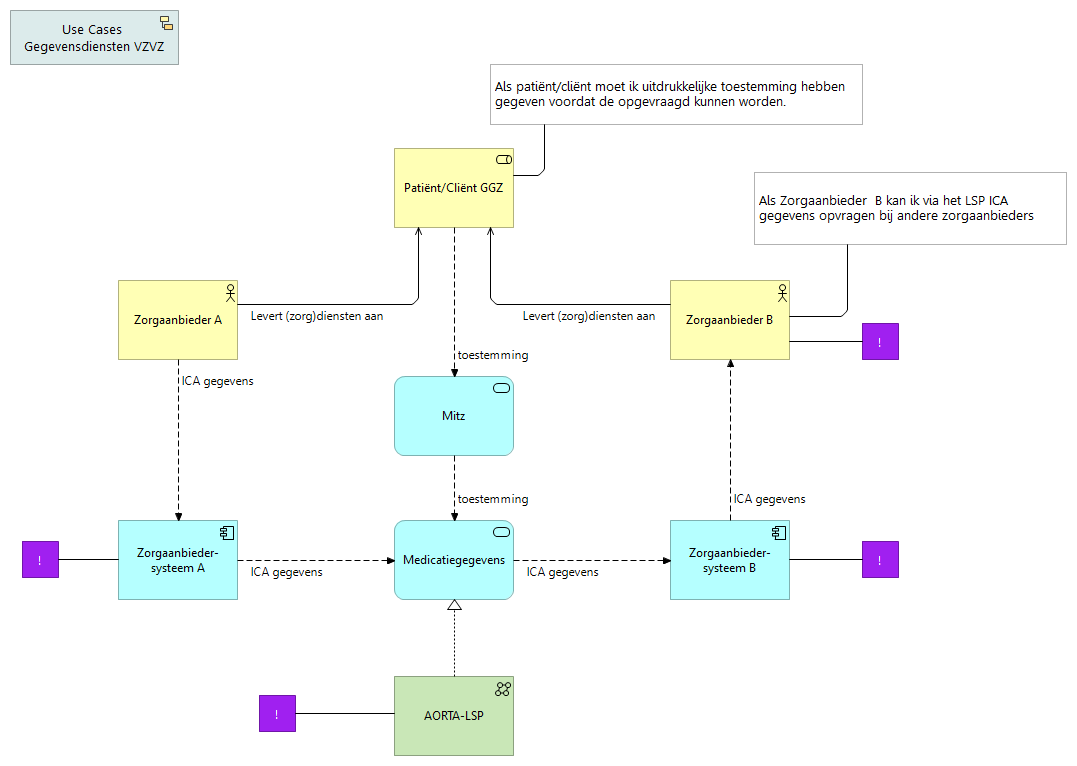 Use Cases
Gegevensdiensten VZVZ
Als patiënt/cliënt moet ik uitdrukkelijke toestemming hebben
gegeven voordat de opgevraagd kunnen worden.
Patiënt/Cliënt GGZ
Als Zorgaanbieder B kan ik via het LSP ICA
gegevens opvragen bij andere zorgaanbieders
Zorgaanbieder A
Levert (zorg)diensten aan
Levert (zorg)diensten aan
Zorgaanbieder B
!
toestemming
ICA gegevens
Mitz
toestemming
ICA gegevens
!
Zorgaanbieder-
systeem A
ICA gegevens
Medicatiegegevens
ICA gegevens
Zorgaanbieder-
systeem B
!
!
AORTA-LSP